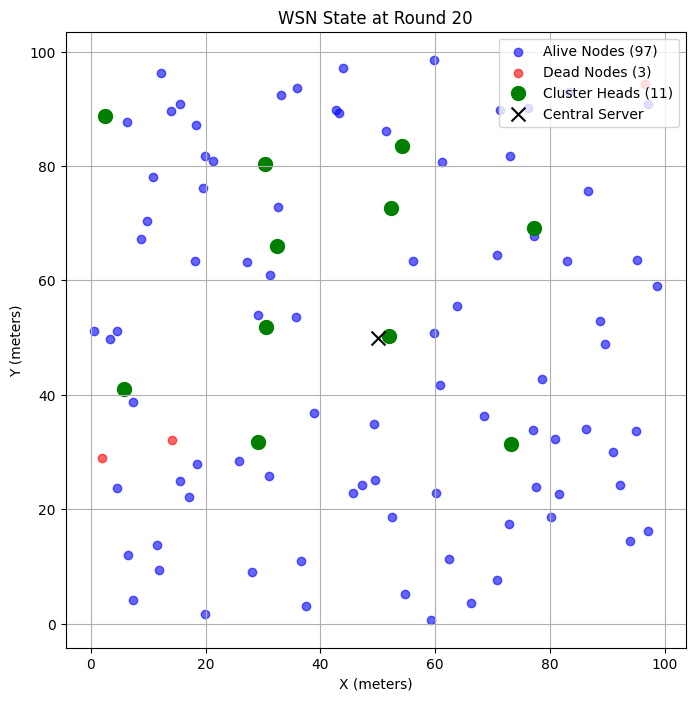 WSN State at Round 20
Alive Nodes (97)
Dead Nodes (3)
Cluster Heads (11)
Central Server
100
80
60
40
20
0
Y (meters)
0 20 40 60 80 100
X (meters)